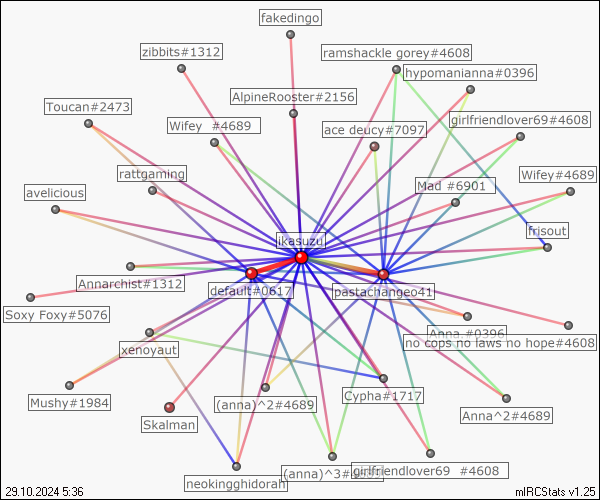 fakedingo
zibbits#1312
ramshackle gorey#4608
hypomanianna#0396
AlpineRooster#2156
Toucan#2473
girlfriendlover69#4608
Wifey #4689
ace deucy#7097
rattgaming
Wifey#4689
Mad #6901
avelicious
frisout
ikasuzu
Annarchist#1312
default#0617
pastachangeo41
Soxy Foxy#5076
Anna.#0396
no cops no laws no hope#4608
xenoyaut
Mushy#1984
(anna)^2#4689
Cypha#1717
Anna^2#4689
Skalman
neokingghidorah
(anna)^3
girlfriendlover69 #4608
29.10.2024 5:36
mIRCStats v1.25